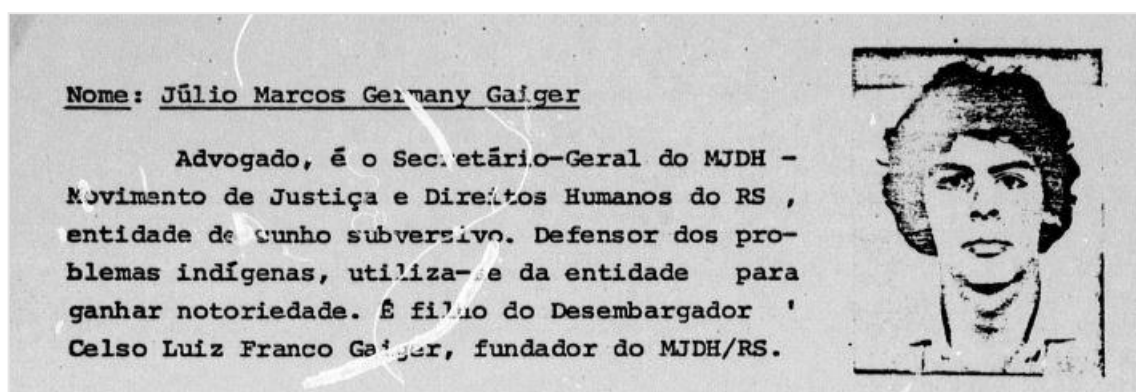 Nome: Júlio Marcos Germany Gaiger
Advogado, é o Secretário-Geral do MJDH -
Movimento de Justiça e Direitos Humanos do RS ,
entidade de cunho subversivo. Defensor dos pro-
blemas indígenas, utiliza-se da entidade para
ganhar notoriedade. É filho do Desembargador '
Celso Luiz Franco Gaiger, fundador do MJDH/RS.